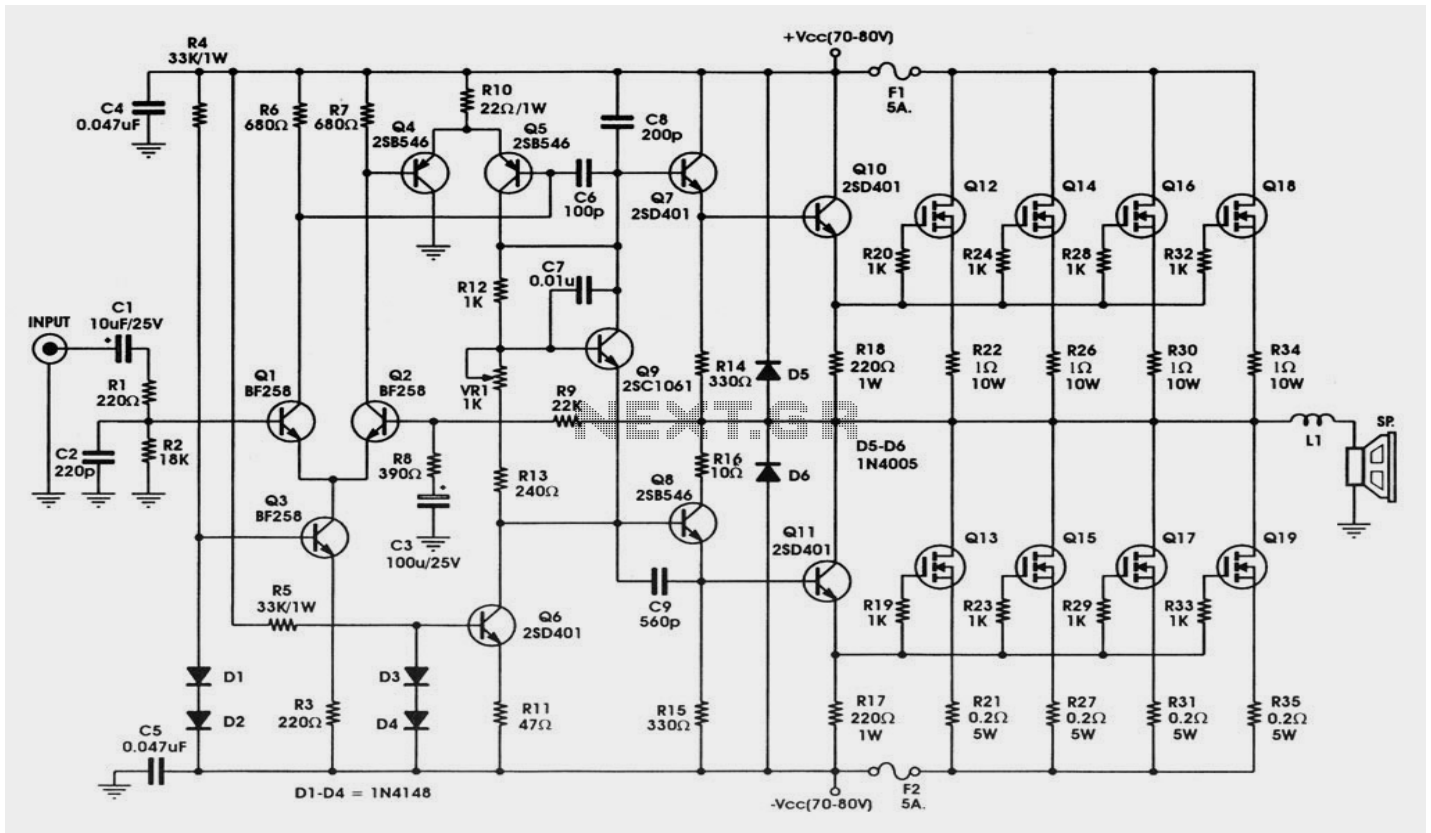 +Vcc(70-80V)
R4
33K/1W
C4
0.047uF
R6
680Ω
R7
680Ω
R10
22Ω/1W
Q4
2SB546
Q5
2SB546
C8
200p
F1
5A.
C6
100p
Q7
2SD401
Q10
2SD401
Q12
Q14
Q16
Q18
R20
1K
R24
1K
R28
1K
R32
1K
C7
0.01u
R12
1K
INPUT
C1
10uF/25V
+
R1
220Ω
Q1
BF258
Q2
BF258
VR1
1K
Q9
2SC1061
R9
22K
R14
330Ω
D5
R18
220Ω
1W
R22
1Ω
10W
R26
1Ω
10W
R30
1Ω
10W
R34
1Ω
10W
NEXT.GR
SP.
L1
C2
220p
R2
18K
R8
390Ω
+
C3
100u/25V
R13
240Ω
R16
10Ω
D6
D5-D6
1N4005
Q3
BF258
Q8
2SB546
Q11
2SD401
Q13
Q15
Q17
Q19
R5
33K/1W
Q6
2SD401
C9
560p
R19
1K
R23
1K
R29
1K
R33
1K
D1
D2
R3
220Ω
D3
D4
R11
47Ω
R15
330Ω
R17
220Ω
1W
R21
0.2Ω
5W
R27
0.2Ω
5W
R31
0.2Ω
5W
R35
0.2Ω
5W
C5
0.047uF
D1-D4 = 1N4148
-Vcc(70-80V)
F2
5A.